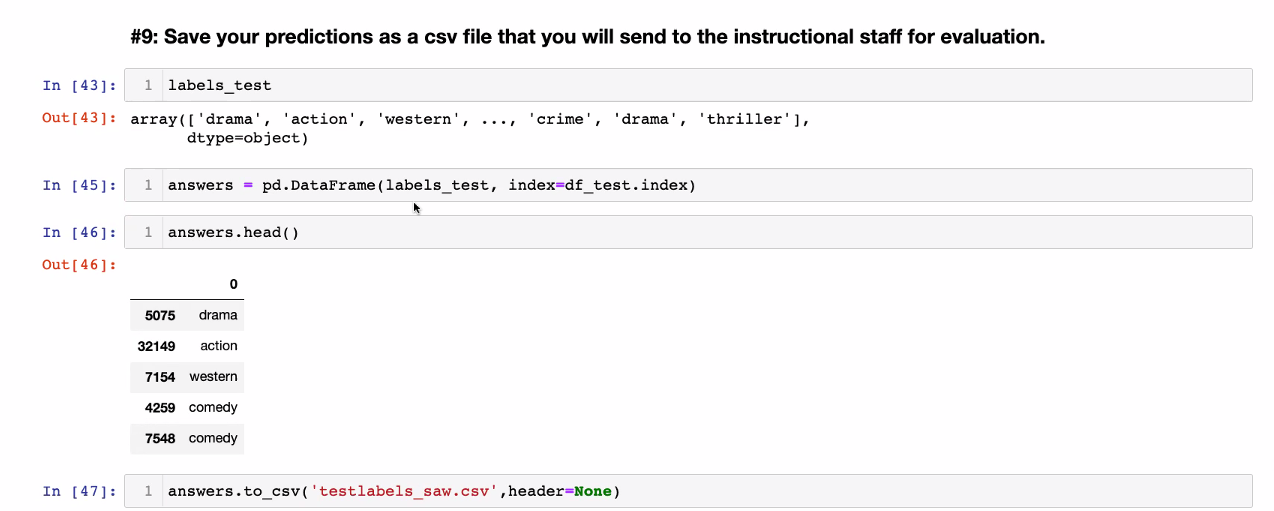 #9: Save your predictions as a csv file that you will send to the instructional staff for evaluation.
In [43]: 1 labels_test
Out[43]: array(['drama', 'action', 'western', ..., 'crime', 'drama', 'thriller'],
dtype=object)
In [45]: 1 answers = pd.DataFrame(labels_test, index=df_test.index)
In [46]: 1 answers.head()
Out[46]:
0
5075 drama
32149 action
7154 western
4259 comedy
7548 comedy
In [47]: 1 answers.to_csv('testlabels_saw.csv',header=None)